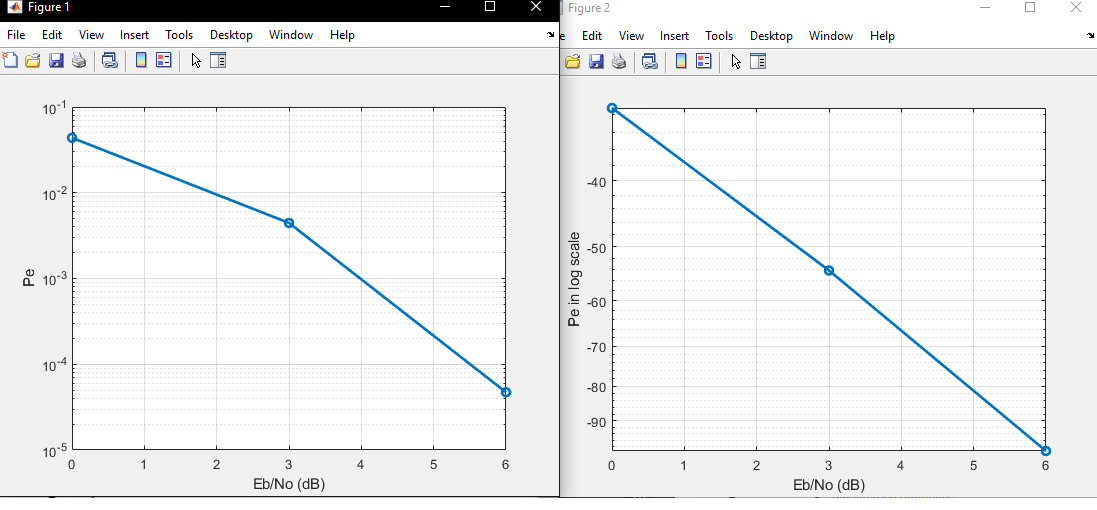 Figure 1
File Edit View Insert Tools Desktop Window Help
10-1
10-2
10-3
10-4
10-5
Pe
0 1 2 3 4 5 6
Eb/No (dB)
Figure 2
e Edit View Insert Tools Desktop Window Help
-40
-50
-60
-70
-80
-90
Pe in log scale
0 1 2 3 4 5 6
Eb/No (dB)